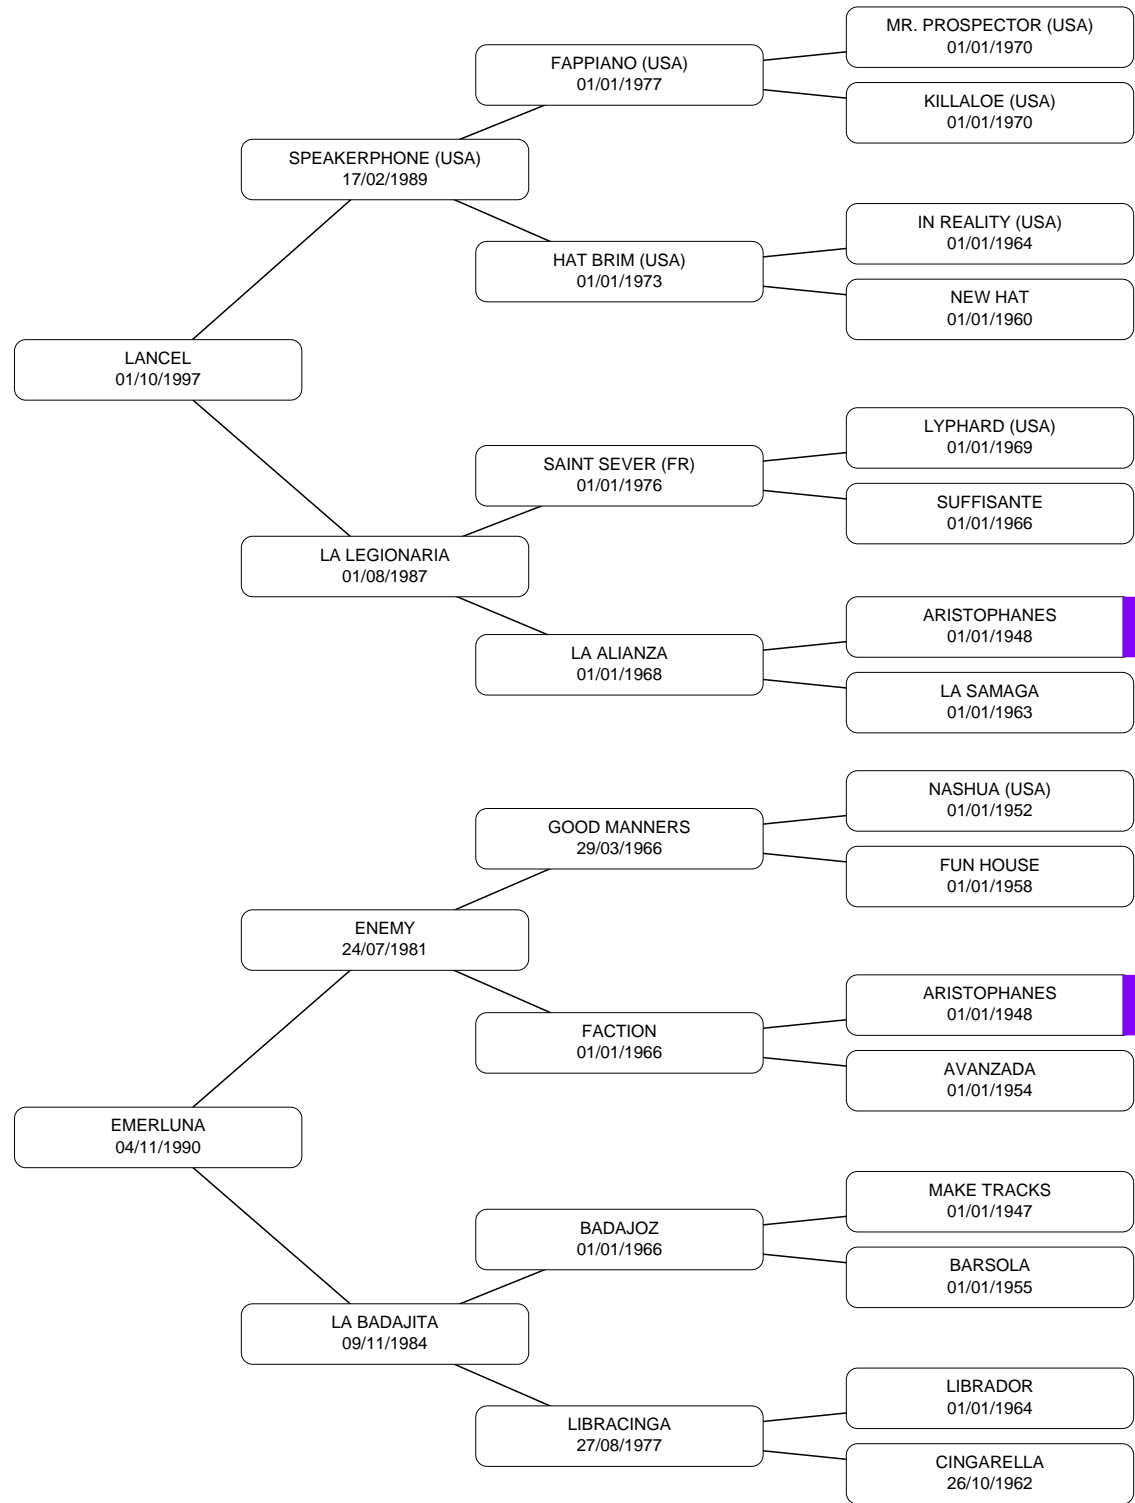 MR. PROSPECTOR (USA)
01/01/1970
FAPPIANO (USA)
01/01/1977
KILLALOE (USA)
01/01/1970
SPEAKERPHONE (USA)
17/02/1989
IN REALITY (USA)
01/01/1964
HAT BRIM (USA)
01/01/1973
NEW HAT
01/01/1960
LANCEL
01/10/1997
LYPHARD (USA)
01/01/1969
SAINT SEVER (FR)
01/01/1976
SUFFISANTE
01/01/1966
LA LEGIONARIA
01/08/1987
ARISTOPHANES
01/01/1948
LA ALIANZA
01/01/1968
LA SAMAGA
01/01/1963
NASHUA (USA)
01/01/1952
GOOD MANNERS
29/03/1966
FUN HOUSE
01/01/1958
ENEMY
24/07/1981
ARISTOPHANES
01/01/1948
FACTION
01/01/1966
AVANZADA
01/01/1954
EMERLUNA
04/11/1990
MAKE TRACKS
01/01/1947
BADAJOZ
01/01/1966
BARSOLA
01/01/1955
LA BADAJITA
09/11/1984
LIBRADOR
01/01/1964
LIBRACINGA
27/08/1977
CINGARELLA
26/10/1962